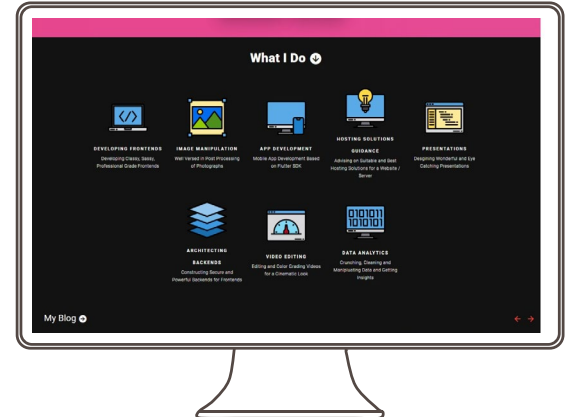 What I Do
DEVELOPING FRONTENDS
Developing Classy, Sassy,
Professional Grade Frontends
IMAGE MANIPULATION
Well Versed in Post Processing
of Photographs
APP DEVELOPMENT
Mobile App Development Based
on Flutter SDK
HOSTING SOLUTIONS
GUIDANCE
Advising on Suitable and Best
Hosting Solutions for a Website /
Server
PRESENTATIONS
Designing Wonderful and Eye
Catching Presentations
ARCHITECTING
BACKENDS
Constructing Secure and
Powerful Backends for Frontends
VIDEO EDITING
Editing and Color Grading Videos
for a Cinematic Look
0101011
1010101
DATA ANALYTICS
Crunching, Cleaning and
Manipluating Data and Getting
Insights
My Blog